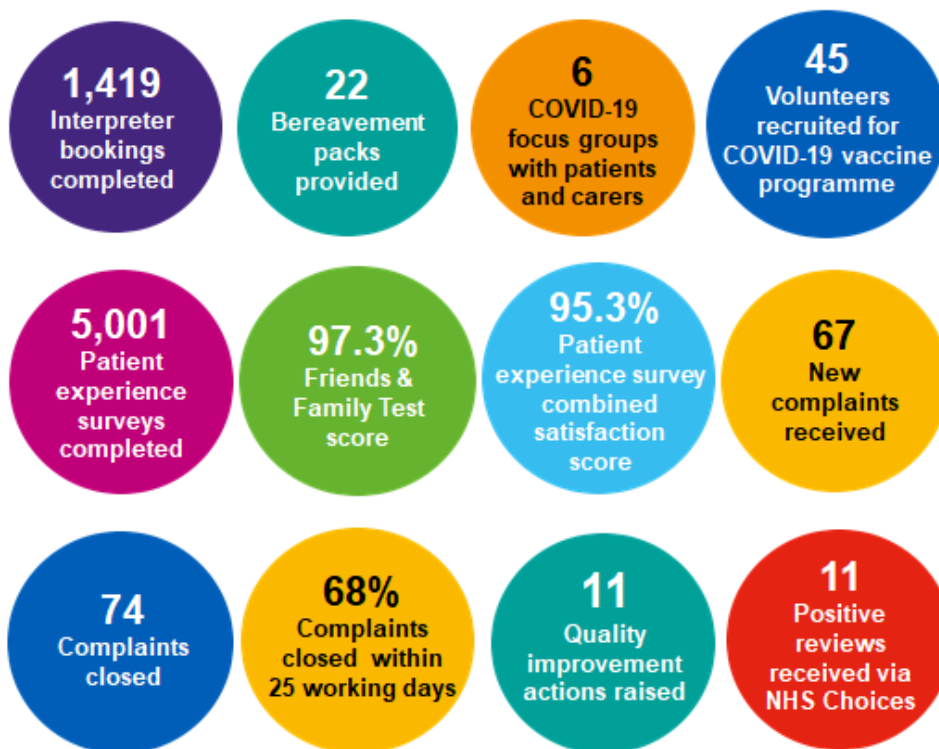 1,419
Interpreter
bookings
completed
22
Bereavement
packs
provided
6
COVID-19
focus groups
with patients
and carers
45
Volunteers
recruited for
COVID-19 vaccine
programme
5,001
Patient
experience
surveys
completed
97.3%
Friends &
Family Test
score
95.3%
Patient
experience survey
combined
satisfaction
score
67
New
complaints
received
74
Complaints
closed
68%
Complaints
closed within
25 working days
11
Quality
improvement
actions raised
11
Positive
reviews
received via
NHS Choices